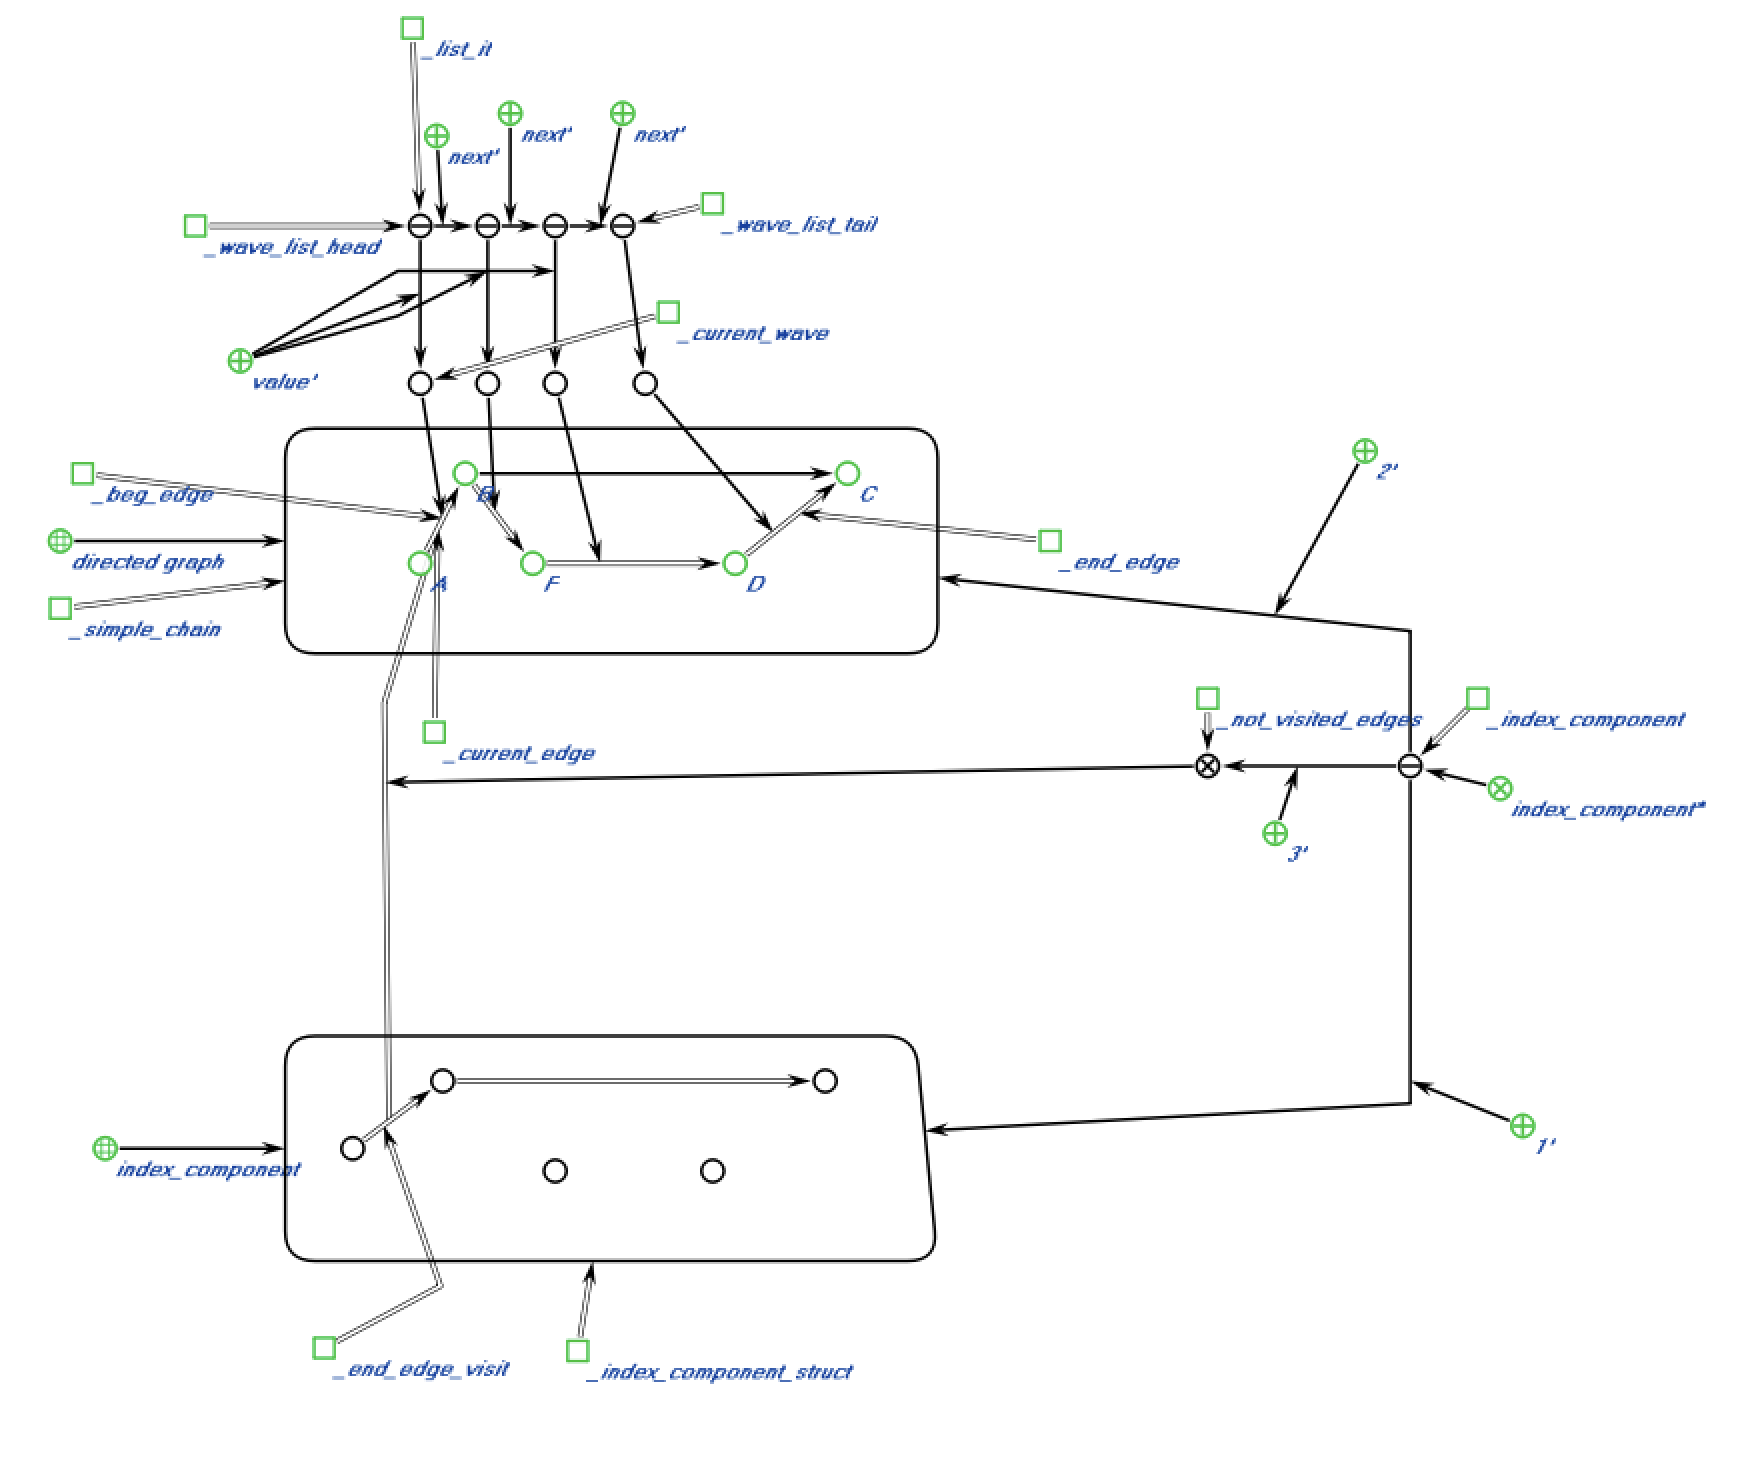 _list_it
next'
next'
next'
_wave_list_tail
_wave_list_head
_current_wave
value'
2'
_beg_edge
B
C
directed graph
_end_edge
A
F
D
_simple_chain
_not_visited_edges
_index_component
_current_edge
index_component*
3'
1'
index_component
_end_edge_visit
_index_component_struct